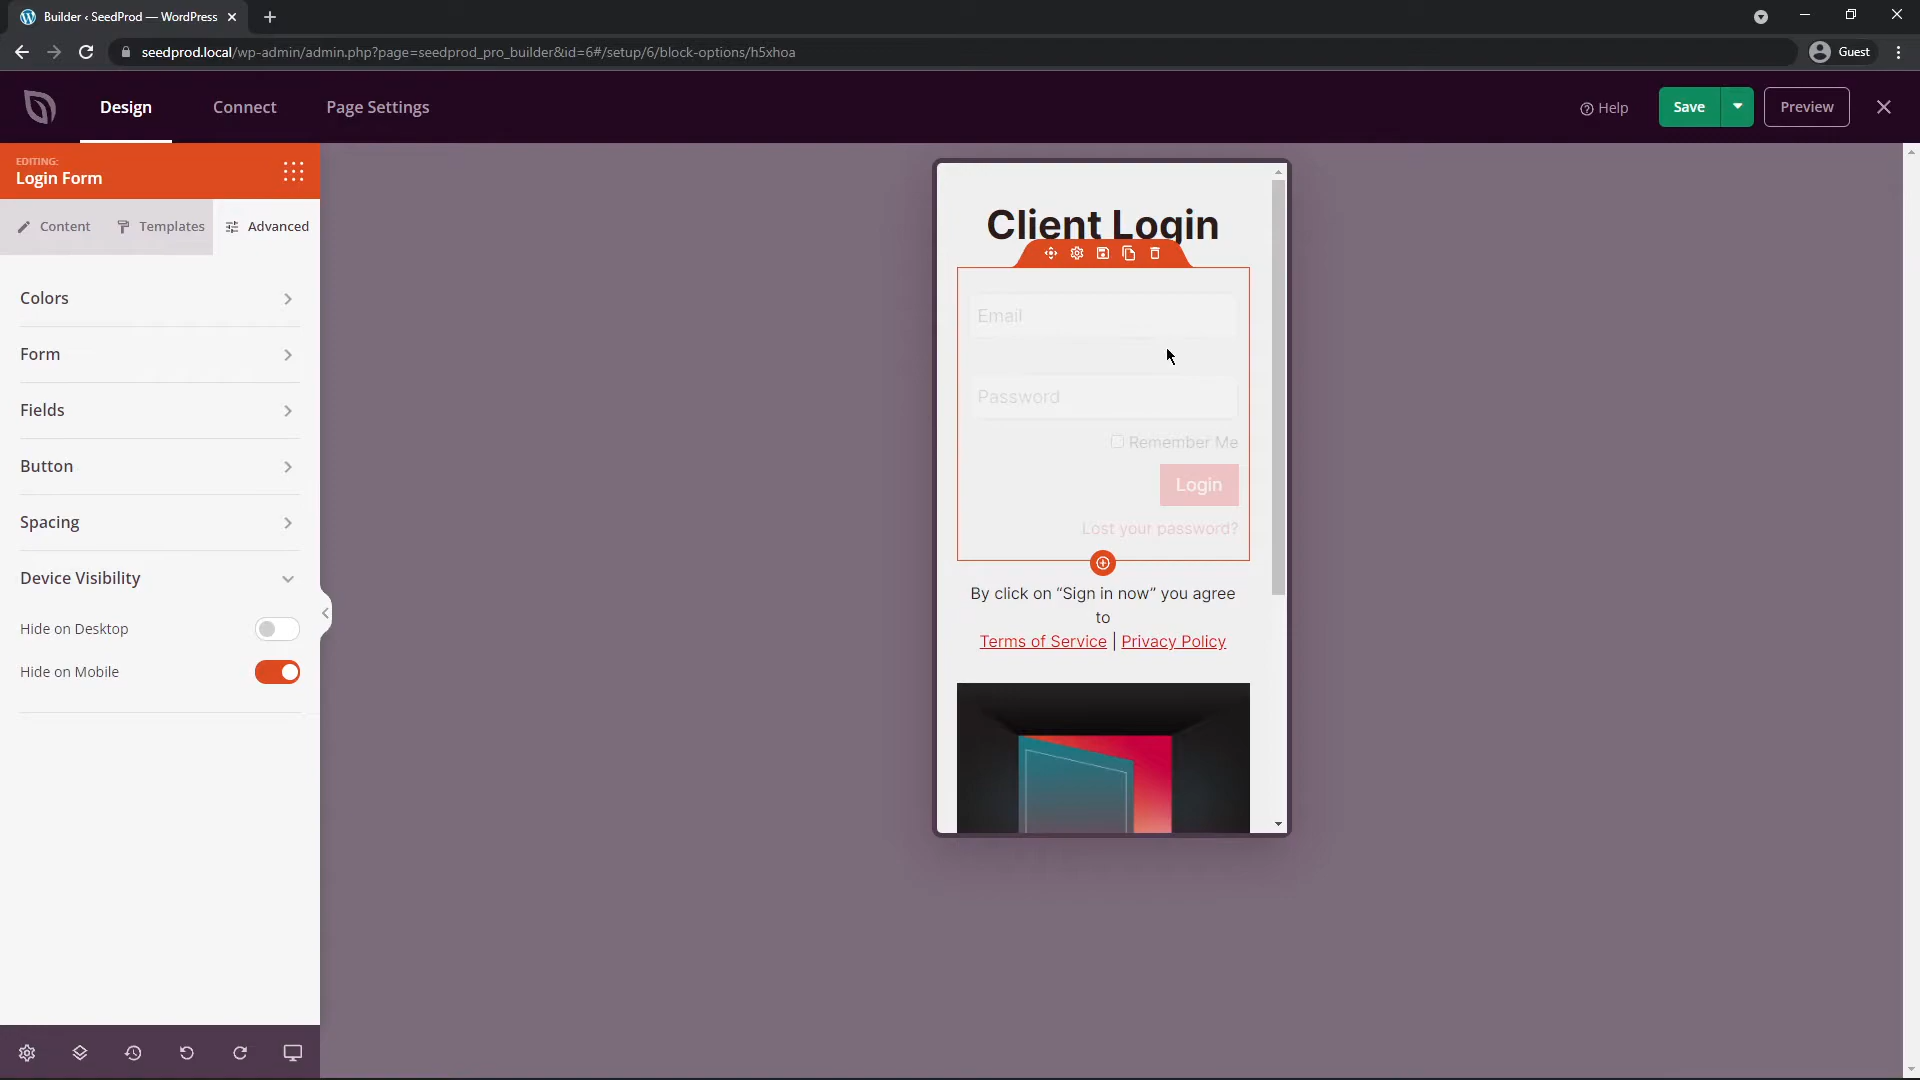 Builder ‹ SeedProd — WordPress
seedprod.local/wp-admin/admin.php?page=seedprod_pro_builder&id=6#/setup/6/block-options/h5xhoa
Guest
Design
Connect
Page Settings
Help
Save
Preview
EDITING:
Login Form
Content
Templates
Advanced
Colors
Form
Fields
Button
Spacing
Device Visibility
Hide on Desktop
Hide on Mobile
Client Login
Email
Password
Remember Me
Login
Lost your password?
By click on “Sign in now” you agree
to
Terms of Service | Privacy Policy